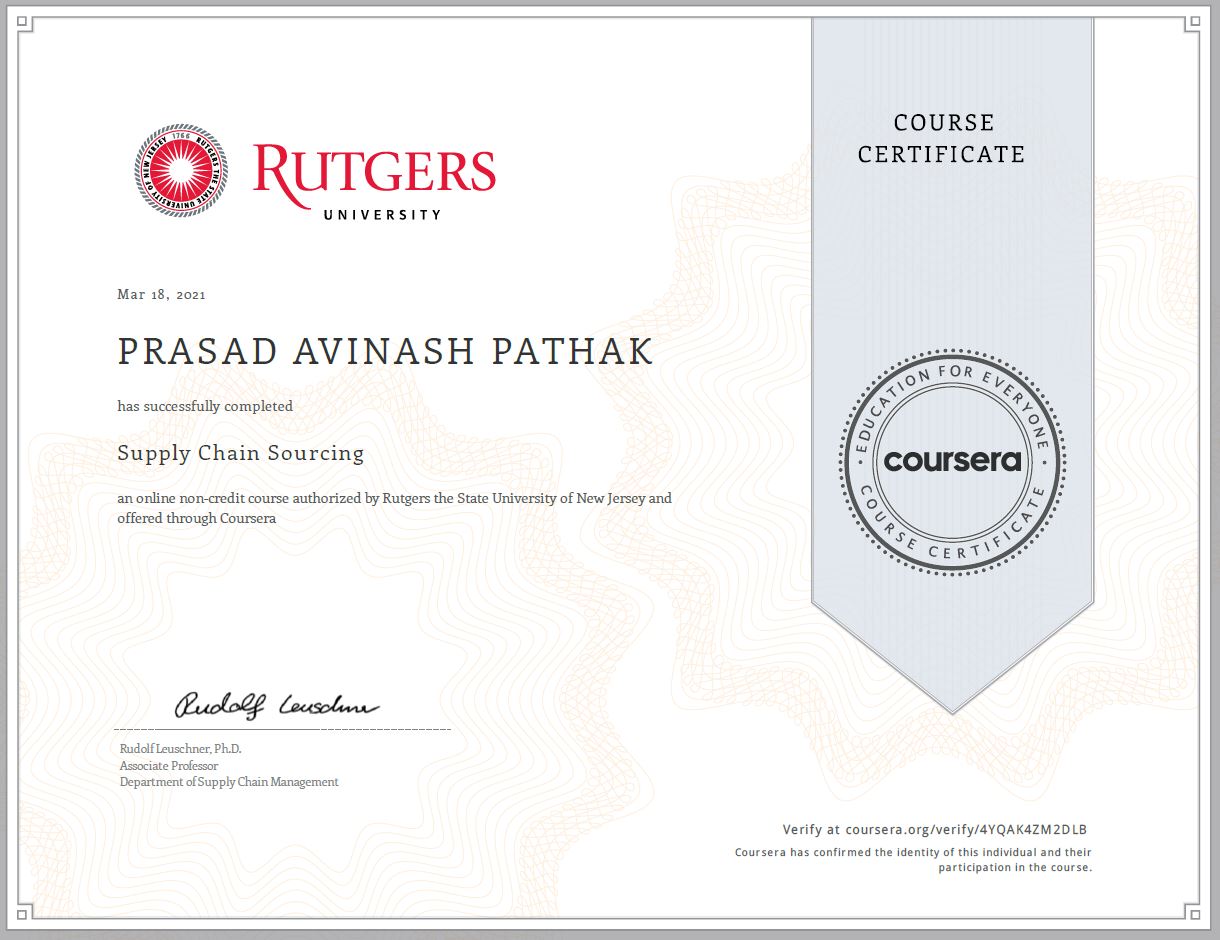 COURSE
CERTIFICATE
1766
RUTGERS THE STATE UNIVERSITY OF NEW JERSEY
RUTGERS
UNIVERSITY
Mar 18, 2021
PRASAD AVINASH PATHAK
has successfully completed
Supply Chain Sourcing
an online non-credit course authorized by Rutgers the State University of New Jersey and
offered through Coursera
EDUCATION FOR EVERYONE
coursera
COURSE CERTIFICATE
Rudolf Leuschner
Rudolf Leuschner, Ph.D.
Associate Professor
Department of Supply Chain Management
Verify at coursera.org/verify/4YQAK4ZM2DLB
Coursera has confirmed the identity of this individual and their
participation in the course.